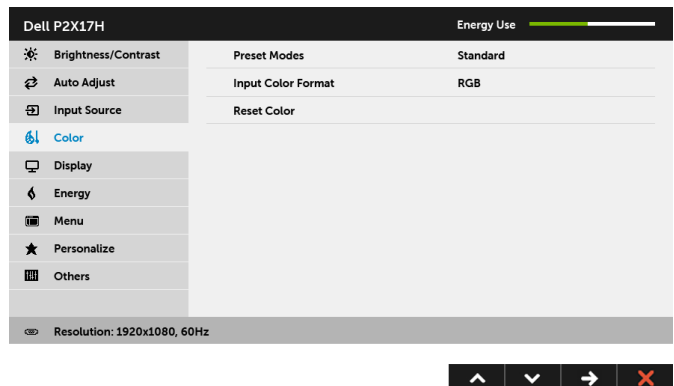 Dell P2X17H Energy Use
Brightness/Contrast Preset Modes Standard
Auto Adjust Input Color Format RGB
Input Source Reset Color
Color
Display
Energy
Menu
Personalize
Others
Resolution: 1920x1080, 60Hz